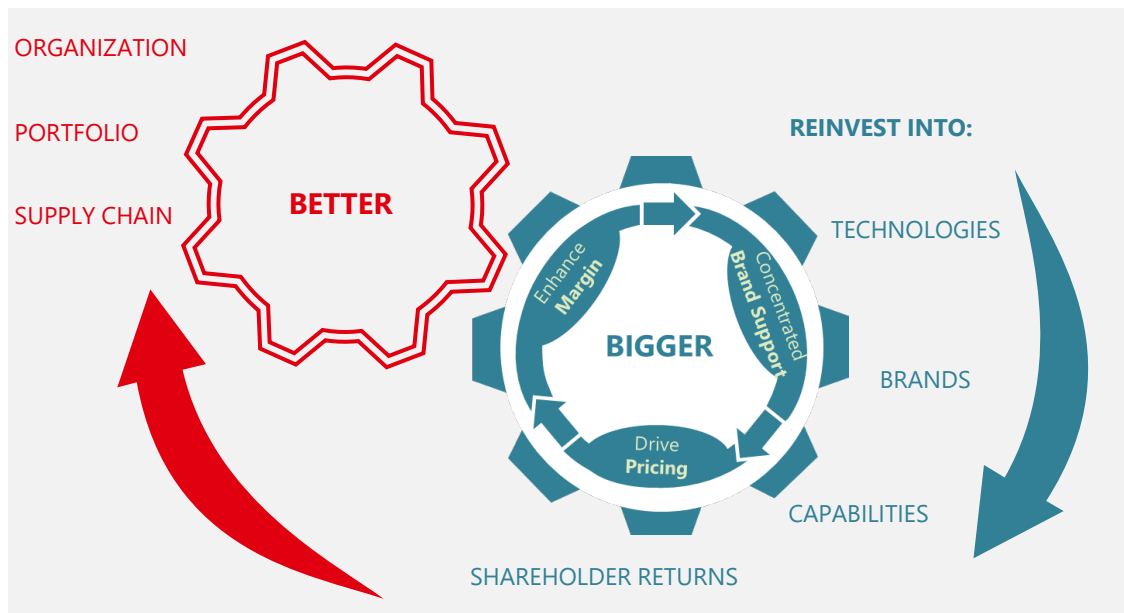 ORGANIZATION
PORTFOLIO
SUPPLY CHAIN
BETTER
REINVEST INTO:
TECHNOLOGIES
BRANDS
CAPABILITIES
SHAREHOLDER RETURNS
BIGGER
Enhance
Margin
Concentrated
Brand Support
Drive
Pricing